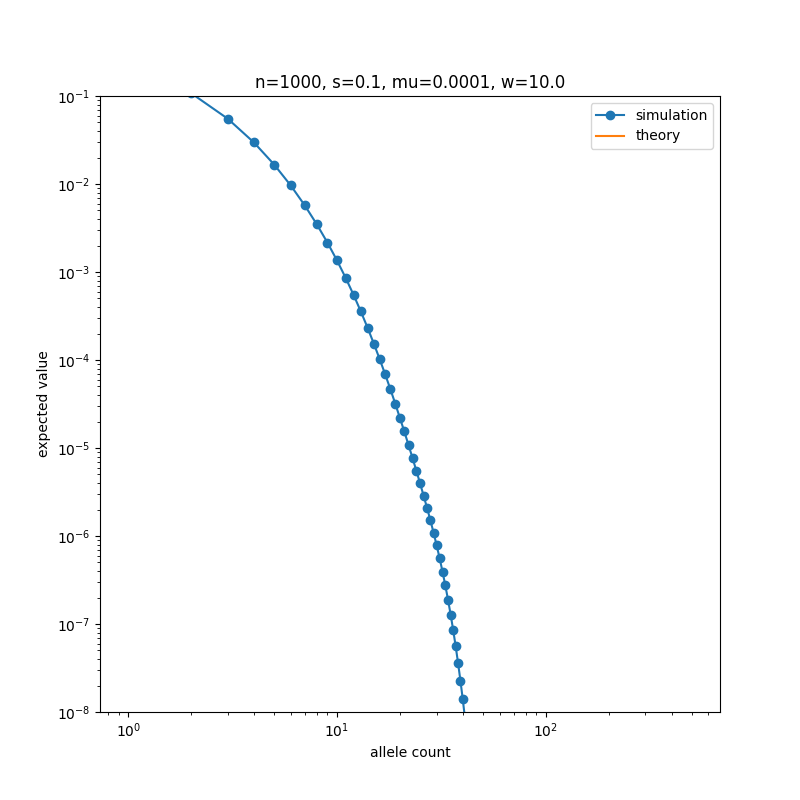 n=1000, s=0.1, mu=0.0001, w=10.0
simulation
theory
expected value
10⁻¹
10⁻²
10⁻³
10⁻⁴
10⁻⁵
10⁻⁶
10⁻⁷
10⁻⁸
10⁰ 10¹ 10²
allele count